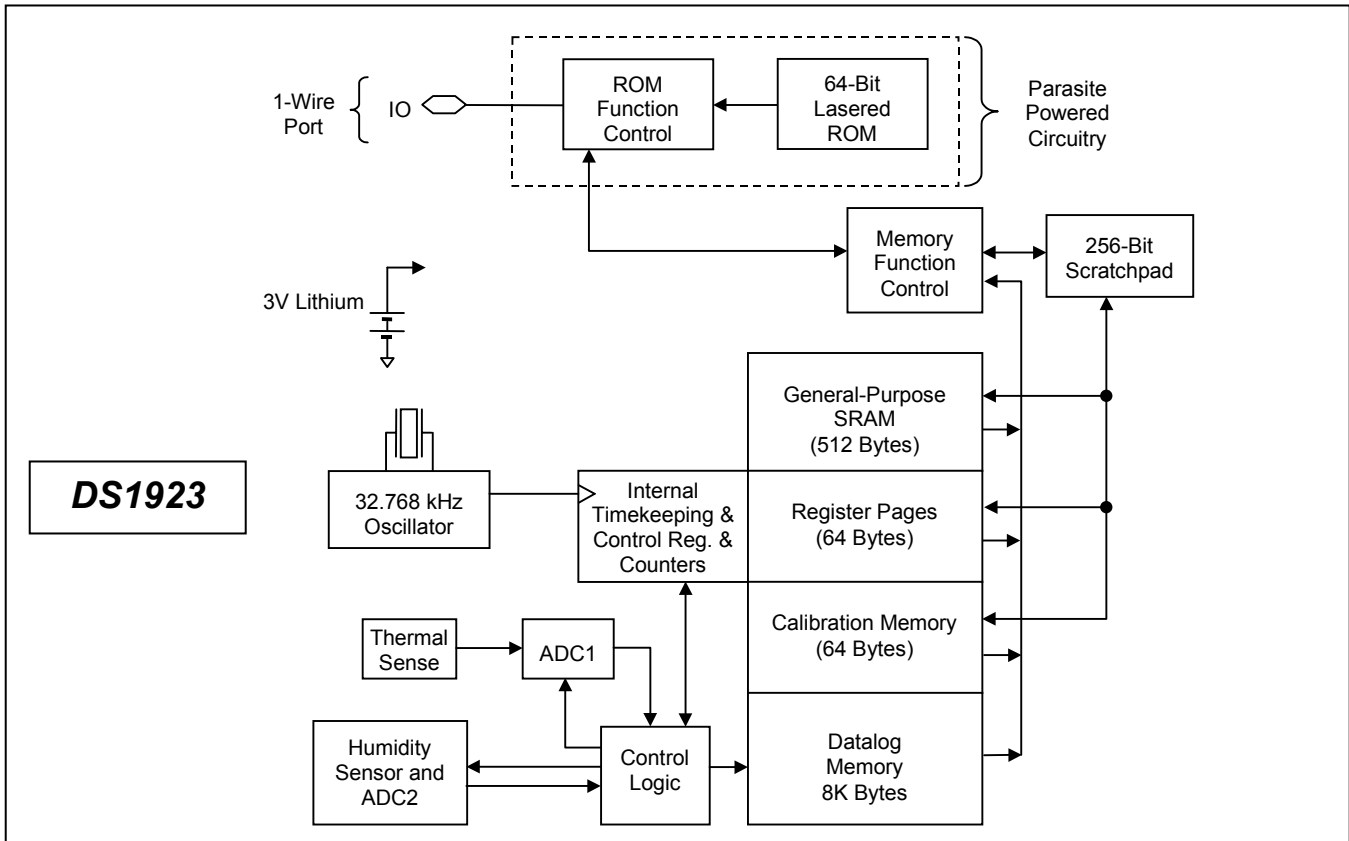 1-Wire
Port
IO
ROM
Function
Control
64-Bit
Lasered
ROM
Parasite
Powered
Circuitry
Memory
Function
Control
256-Bit
Scratchpad
3V Lithium
General-Purpose
SRAM
(512 Bytes)
DS1923
32.768 kHz
Oscillator
Internal
Timekeeping &
Control Reg. &
Counters
Register Pages
(64 Bytes)
Calibration Memory
(64 Bytes)
Thermal
Sense
ADC1
Humidity
Sensor and
ADC2
Control
Logic
Datalog
Memory
8K Bytes